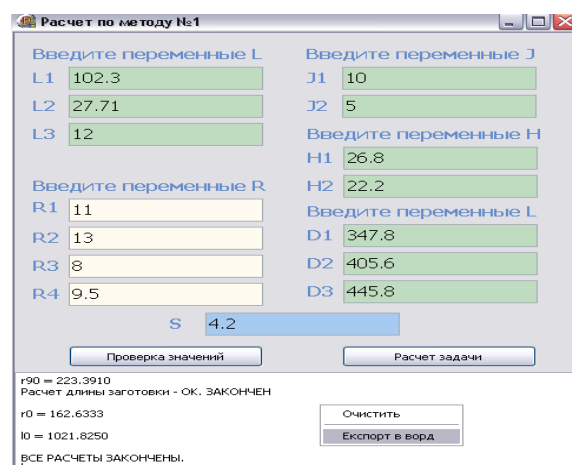 Расчет по методу №1
Введите переменные L
L1 102.3
L2 27.71
L3 12
Введите переменные R
R1 11
R2 13
R3 8
R4 9.5
Введите переменные J
J1 10
J2 5
Введите переменные H
H1 26.8
H2 22.2
Введите переменные L
D1 347.8
D2 405.6
D3 445.8
S 4.2
Проверка значений
Расчет задачи
r90 = 223.3910
Расчет длины заготовки - ОК. ЗАКОНЧЕН
r0 = 162.6333
l0 = 1021.8250
ВСЕ РАСЧЕТЫ ЗАКОНЧЕНЫ.
Очистить
Експорт в ворд